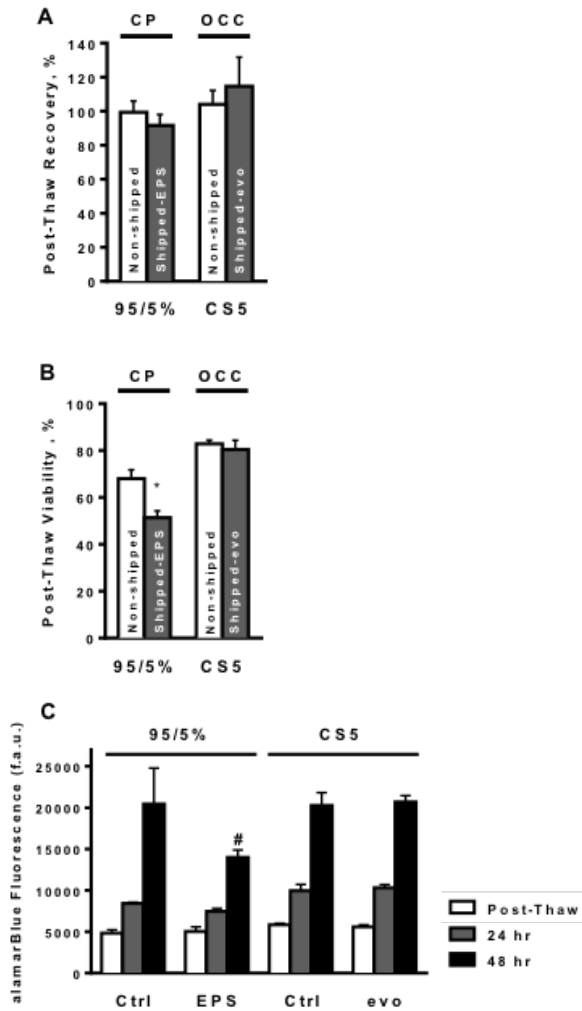 A
CP OCC
Post-Thaw Recovery, %
140
120
100
80
60
40
20
0
Non-shipped
Shipped-EPS
Non-shipped
Shipped-evo
95/5% CS5
B
CP OCC
Post-Thaw Viability , %
100
80
60
40
20
0
*
Non-shipped
Shipped-EPS
Non-shipped
Shipped-evo
95/5% CS5
C
95/5% CS5
alamarBlue Fluorescence (f.a.u.)
25000
20000
15000
10000
5000
0
#
Ctrl EPS Ctrl evo
Post-Thaw
24 hr
48 hr